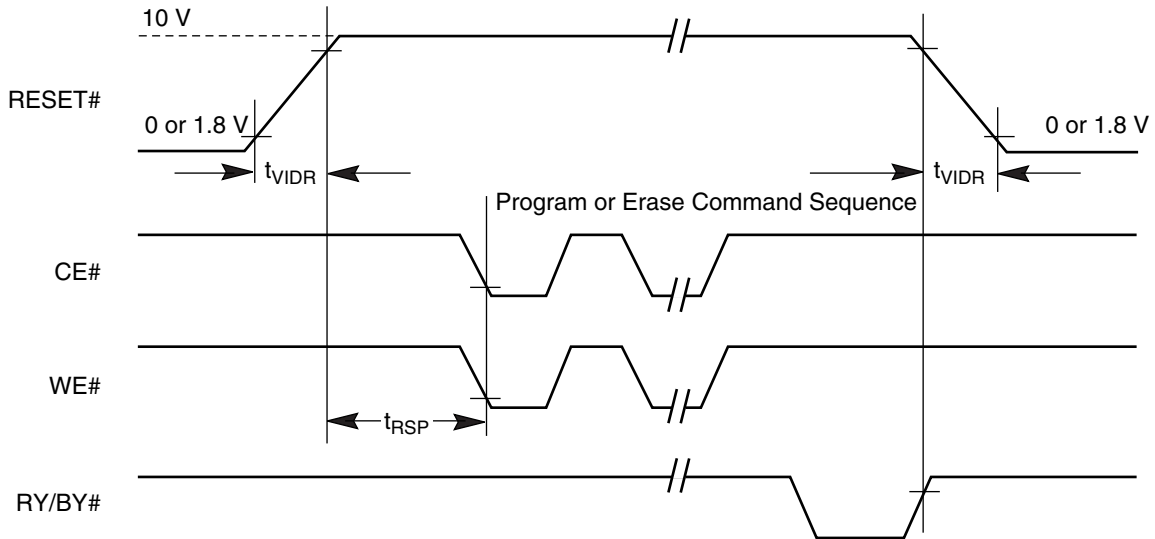 10 V
RESET#
0 or 1.8 V
0 or 1.8 V
tVIDR
tVIDR
Program or Erase Command Sequence
CE#
WE#
tRSP
RY/BY#